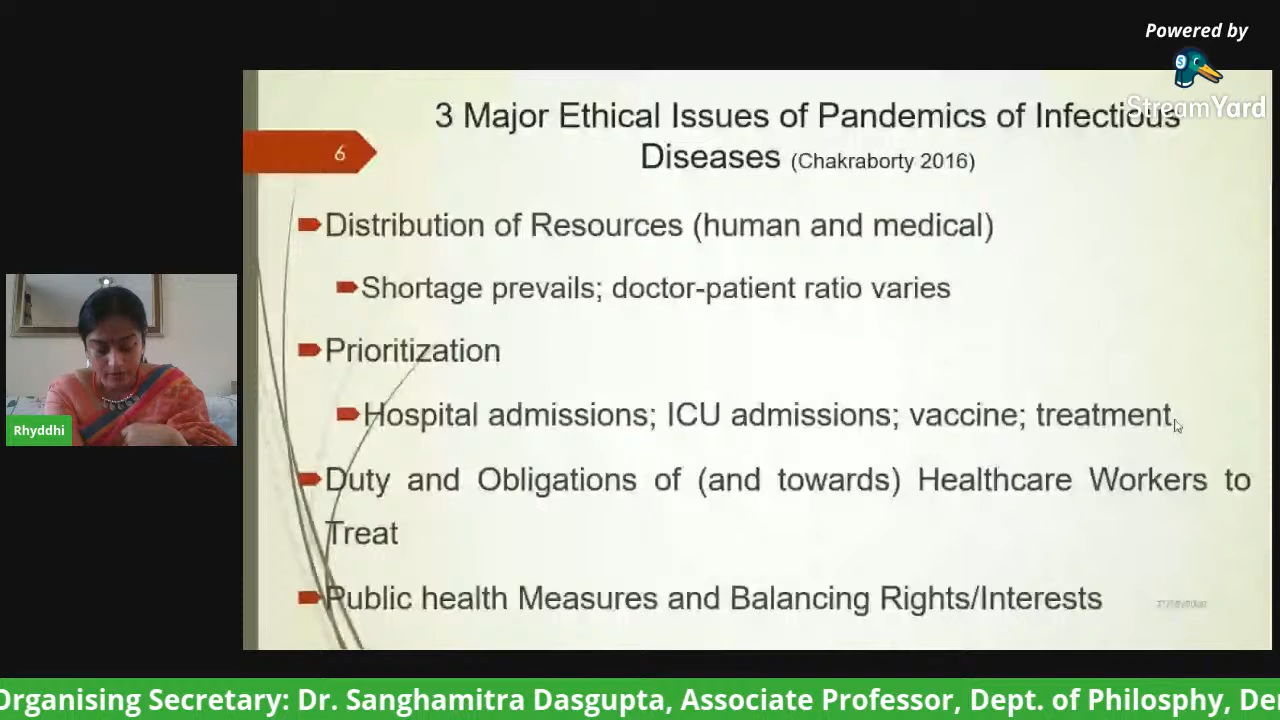 Powered by
StreamYard
3 Major Ethical Issues of Pandemics of Infectious
Diseases (Chakraborty 2016)
6
Distribution of Resources (human and medical)
Shortage prevails; doctor-patient ratio varies
Prioritization
Hospital admissions; ICU admissions; vaccine; treatment
Duty and Obligations of (and towards) Healthcare Workers to
Treat
Public health Measures and Balancing Rights/Interests
Rhyddhi
Organising Secretary: Dr. Sanghamitra Dasgupta, Associate Professor, Dept. of Philosphy, De